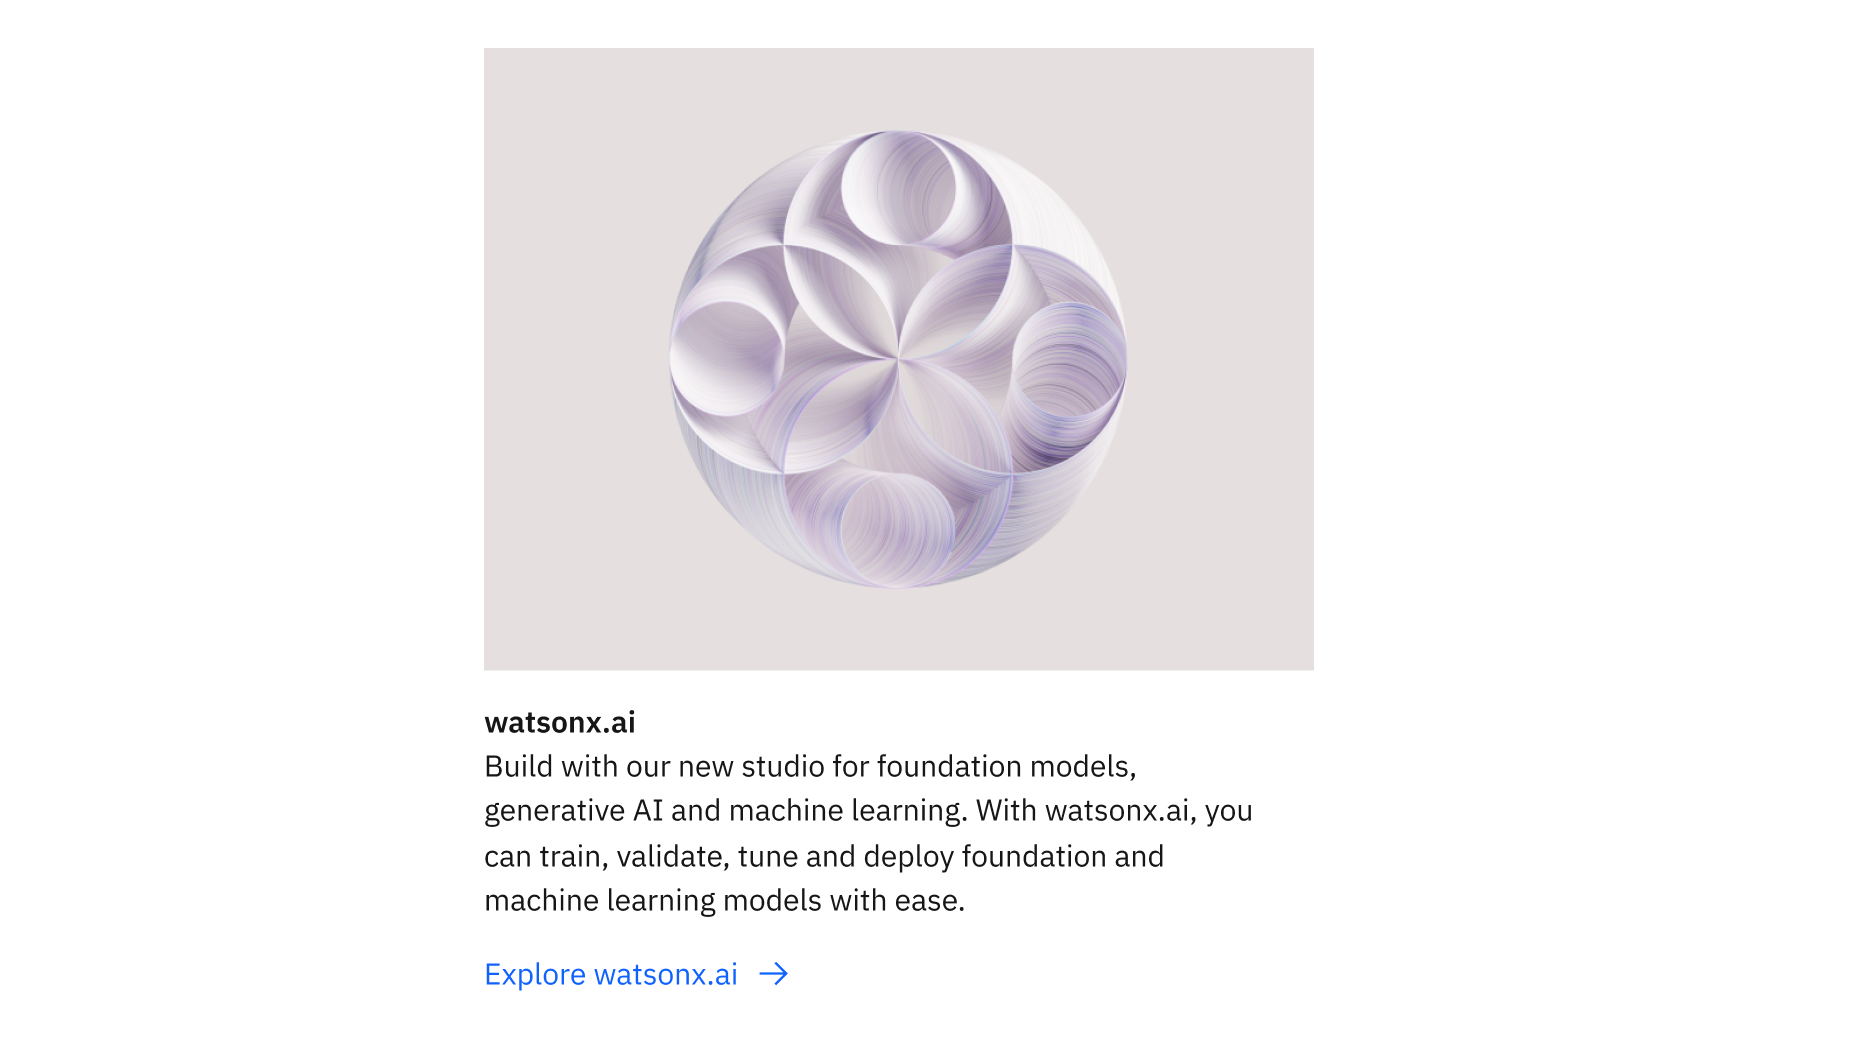 watsonx.ai
Build with our new studio for foundation models,
generative AI and machine learning. With watsonx.ai, you
can train, validate, tune and deploy foundation and
machine learning models with ease.
Explore watsonx.ai →